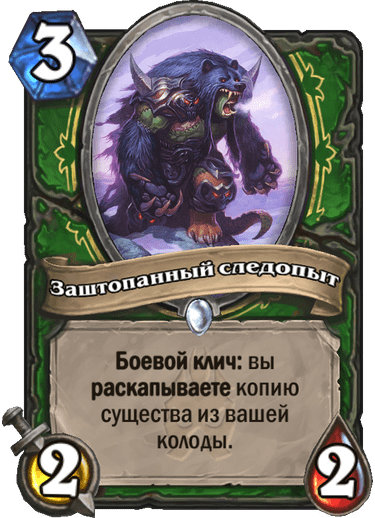 3
Заштопанный следопыт
Боевой клич: вы
раскапываете копию
существа из вашей
колоды.
2
2